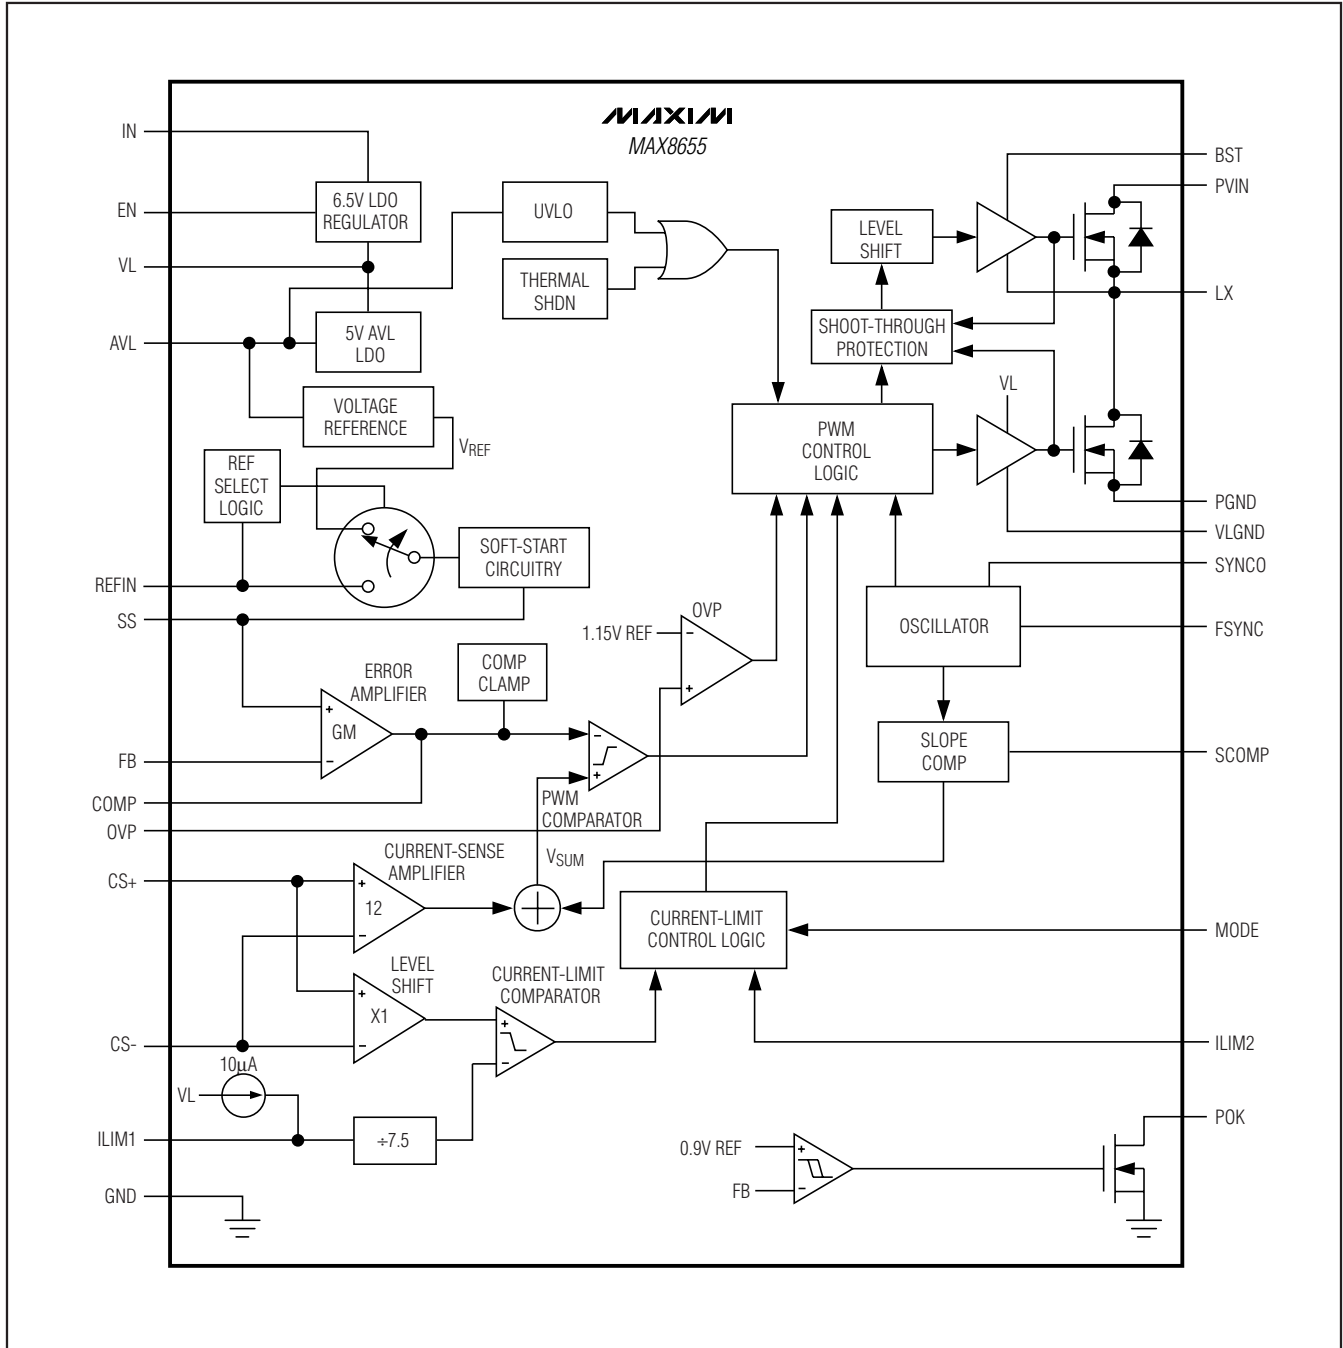 MAXIM
MAX8655
IN
EN
VL
AVL
REFIN
SS
FB
COMP
OVP
CS+
CS-
ILIM1
GND
6.5V LDO
REGULATOR
5V AVL
LDO
VOLTAGE
REFERENCE
VREF
REF
SELECT
LOGIC
SOFT-START
CIRCUITRY
UVLO
THERMAL
SHDN
LEVEL
SHIFT
SHOOT-THROUGH
PROTECTION
VL
PWM
CONTROL
LOGIC
OVP
1.15V REF
-
+
OSCILLATOR
SLOPE
COMP
COMP
CLAMP
ERROR
AMPLIFIER
+
GM
-
-
+
PWM
COMPARATOR
VSUM
CURRENT-SENSE
AMPLIFIER
+
12
-
LEVEL
SHIFT
+
X1
-
CURRENT-LIMIT
COMPARATOR
+
-
CURRENT-LIMIT
CONTROL LOGIC
10µA
VL
÷7.5
0.9V REF
+
FB
-
BST
PVIN
LX
PGND
VLGND
SYNCO
FSYNC
SCOMP
MODE
ILIM2
POK